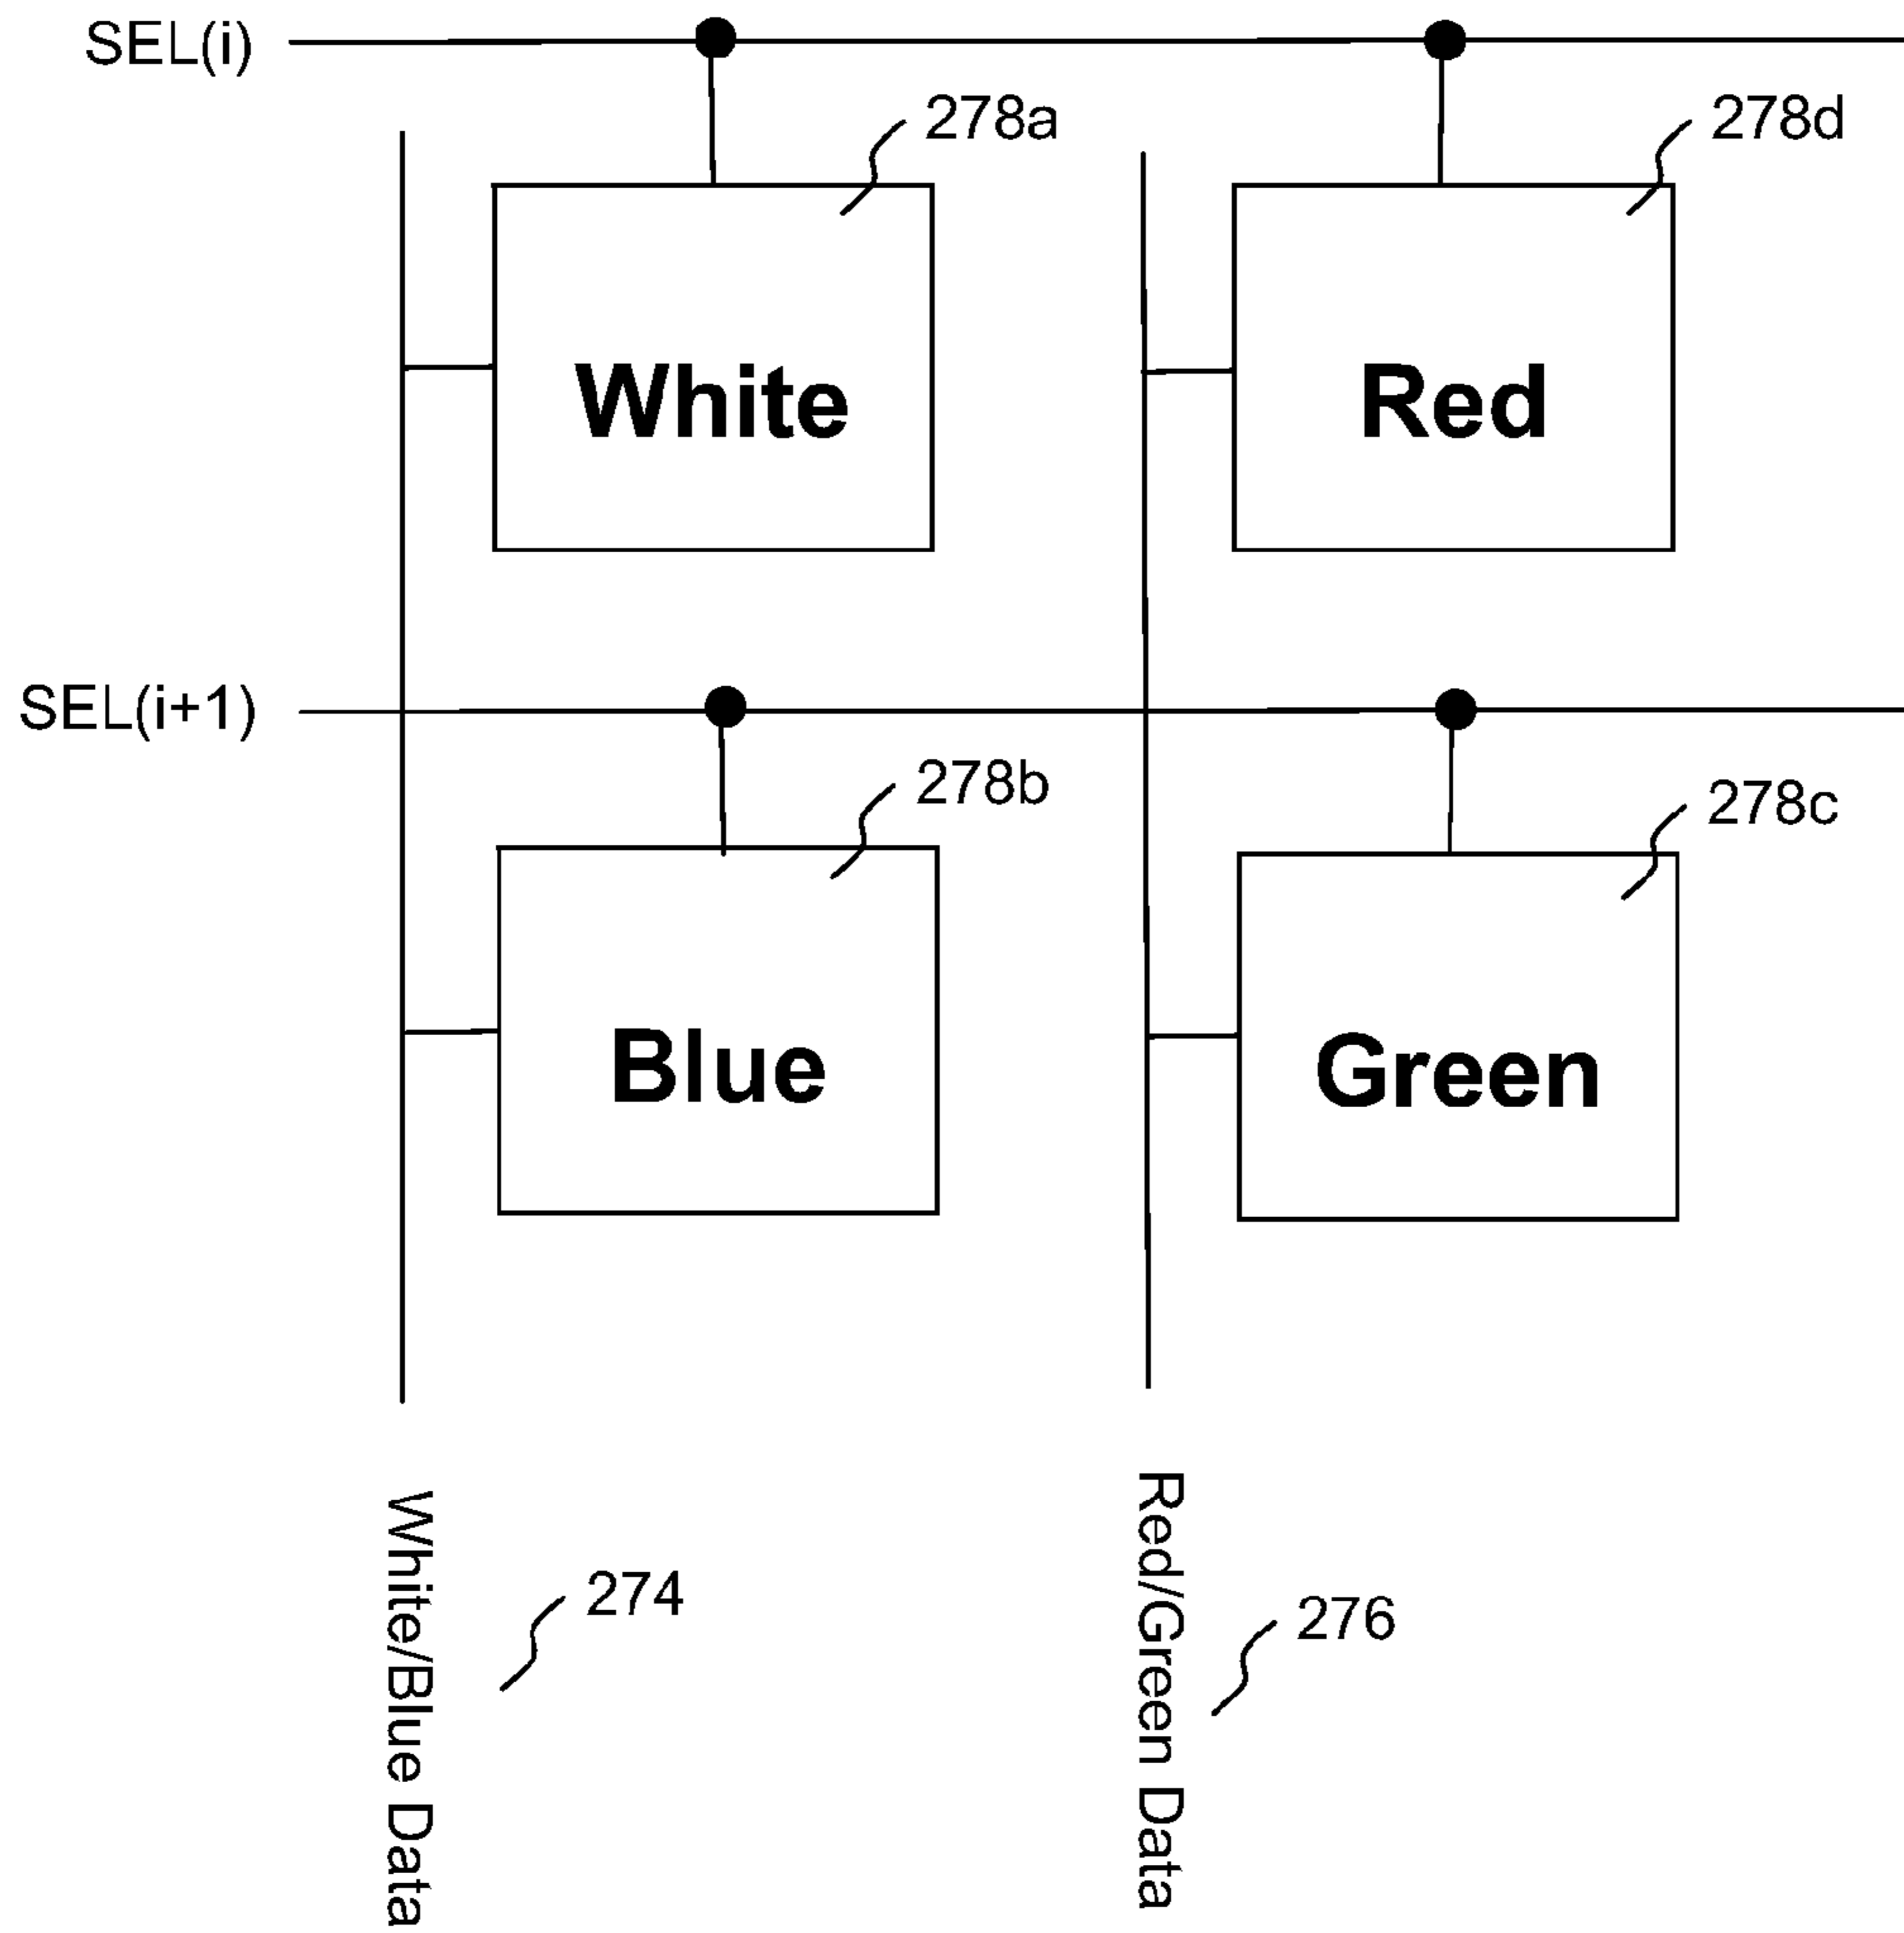 SEL(i)
278a
278d
White
Red
SEL(i+1)
278b
278c
Blue
Green
White/Blue Data
274
Red/Green Data
276